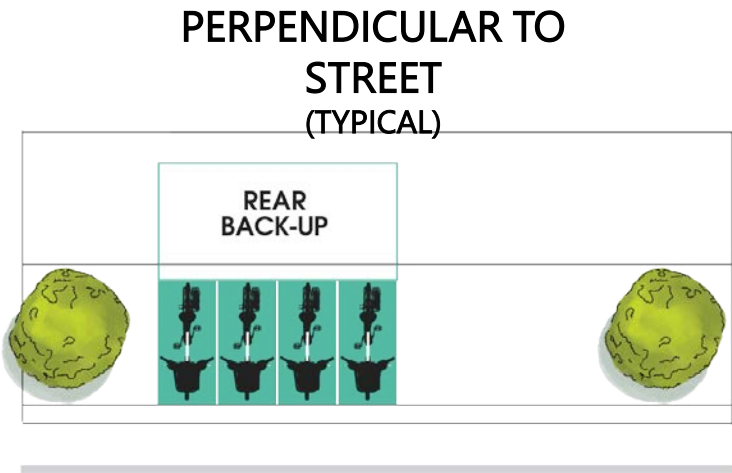 PERPENDICULAR TO
STREET
(TYPICAL)
REAR
BACK-UP